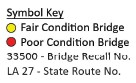 Symbol Key
Fair Condition Bridge
Poor Condition Bridge
33500 - Bridge Recall No.
LA 27 - State Route No.